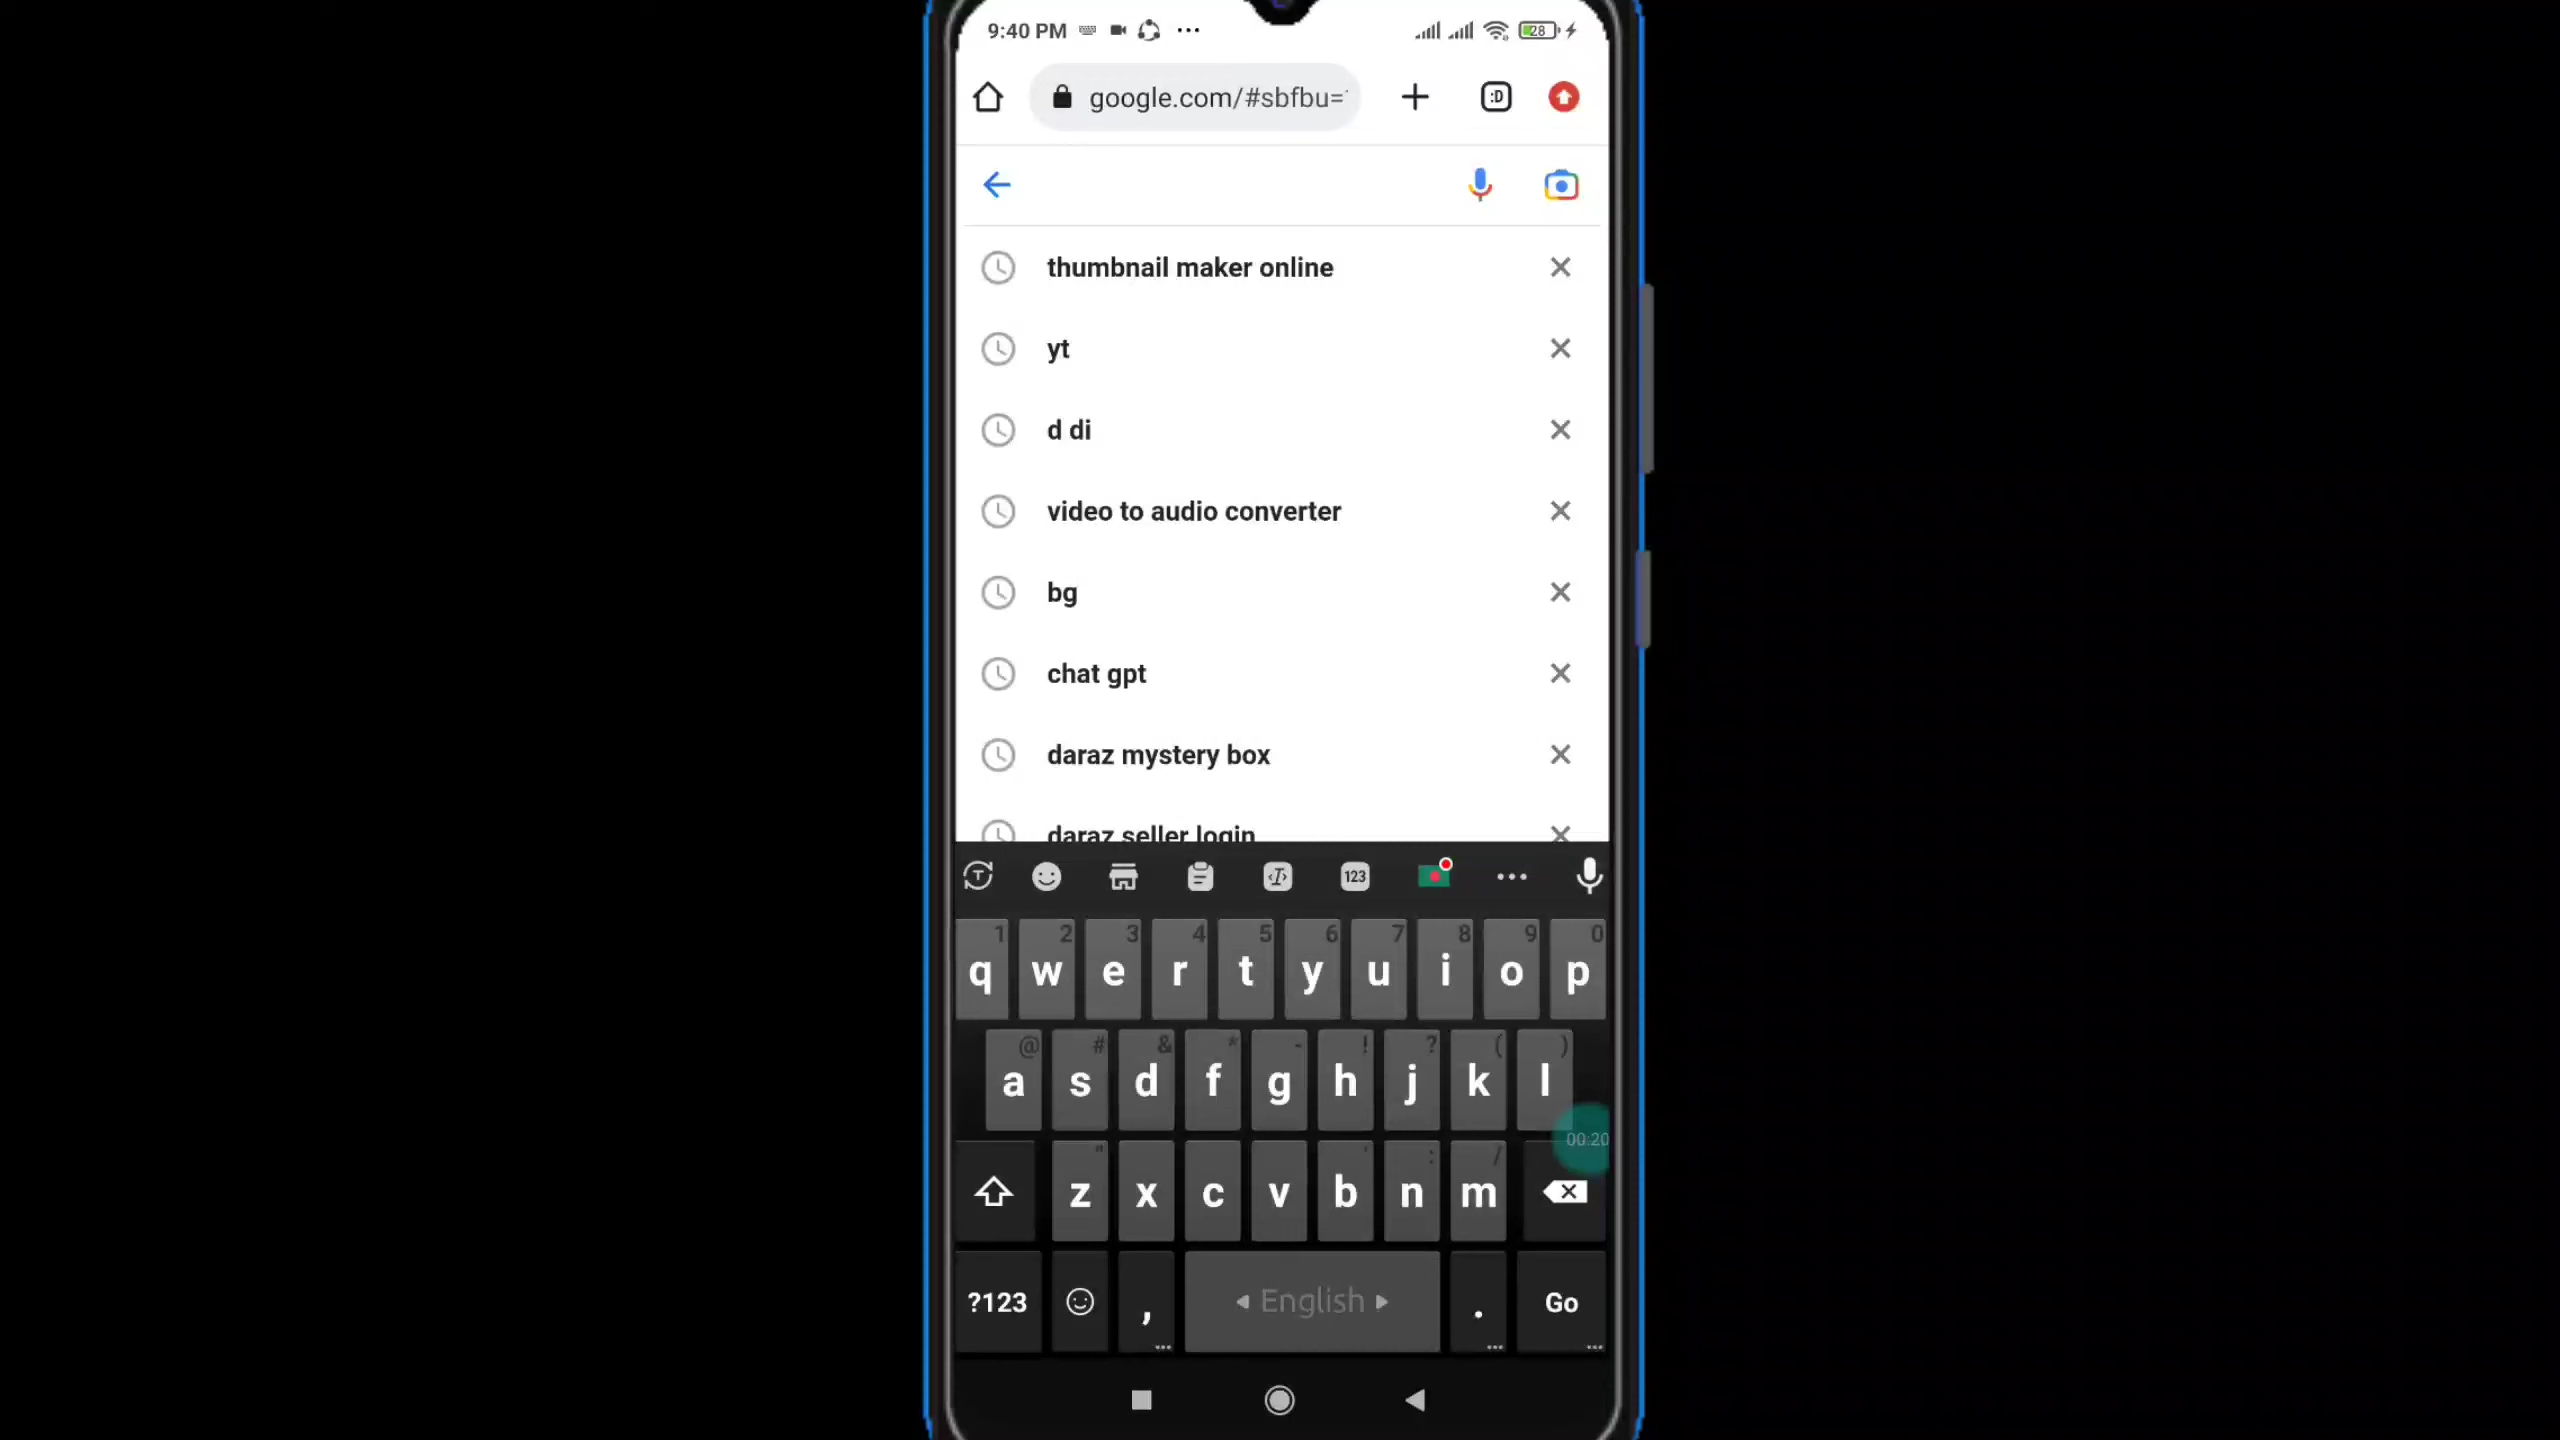 9:40 PM
28
google.com/#sbfbu=
:D
thumbnail maker online
yt
d di
video to audio converter
bg
chat gpt
daraz mystery box
daraz seller login
123
1 2 3 4 5 6 7 8 9 0
q w e r t y u i o p
@ # & * - ! ? ( )
a s d f g h j k l
00:20
" ' : /
z x c v b n m
?123 , English . Go